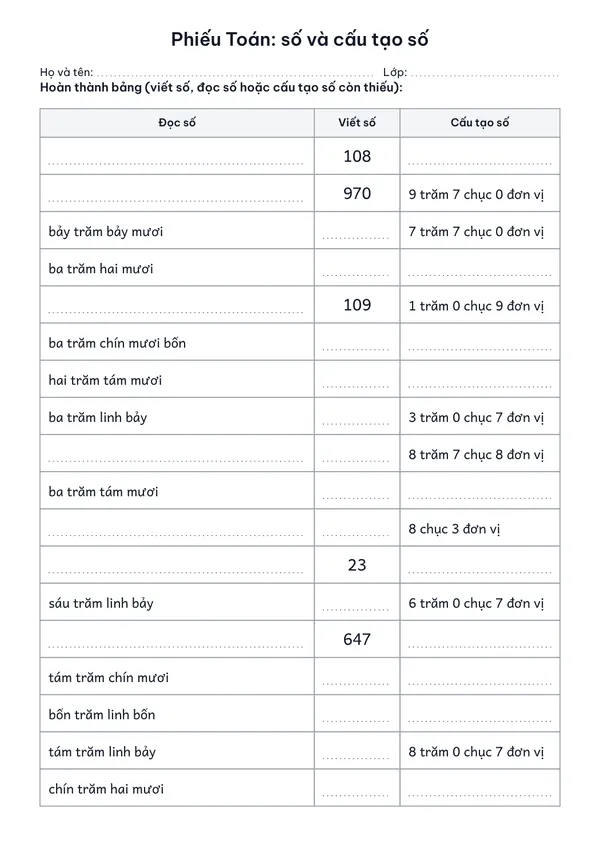 Phiếu Toán: số và cấu tạo số
Họ và tên: Lớp:
Hoàn thành bảng (viết số, đọc số hoặc cấu tạo số còn thiếu):
Đọc số Viết số Cấu tạo số
108
970 9 trăm 7 chục 0 đơn vị
bảy trăm bảy mươi 7 trăm 7 chục 0 đơn vị
ba trăm hai mươi
109 1 trăm 0 chục 9 đơn vị
ba trăm chín mươi bốn
hai trăm tám mươi
ba trăm linh bảy 3 trăm 0 chục 7 đơn vị
8 trăm 7 chục 8 đơn vị
ba trăm tám mươi
8 chục 3 đơn vị
23
sáu trăm linh bảy 6 trăm 0 chục 7 đơn vị
647
tám trăm chín mươi
bốn trăm linh bốn
tám trăm linh bảy 8 trăm 0 chục 7 đơn vị
chín trăm hai mươi